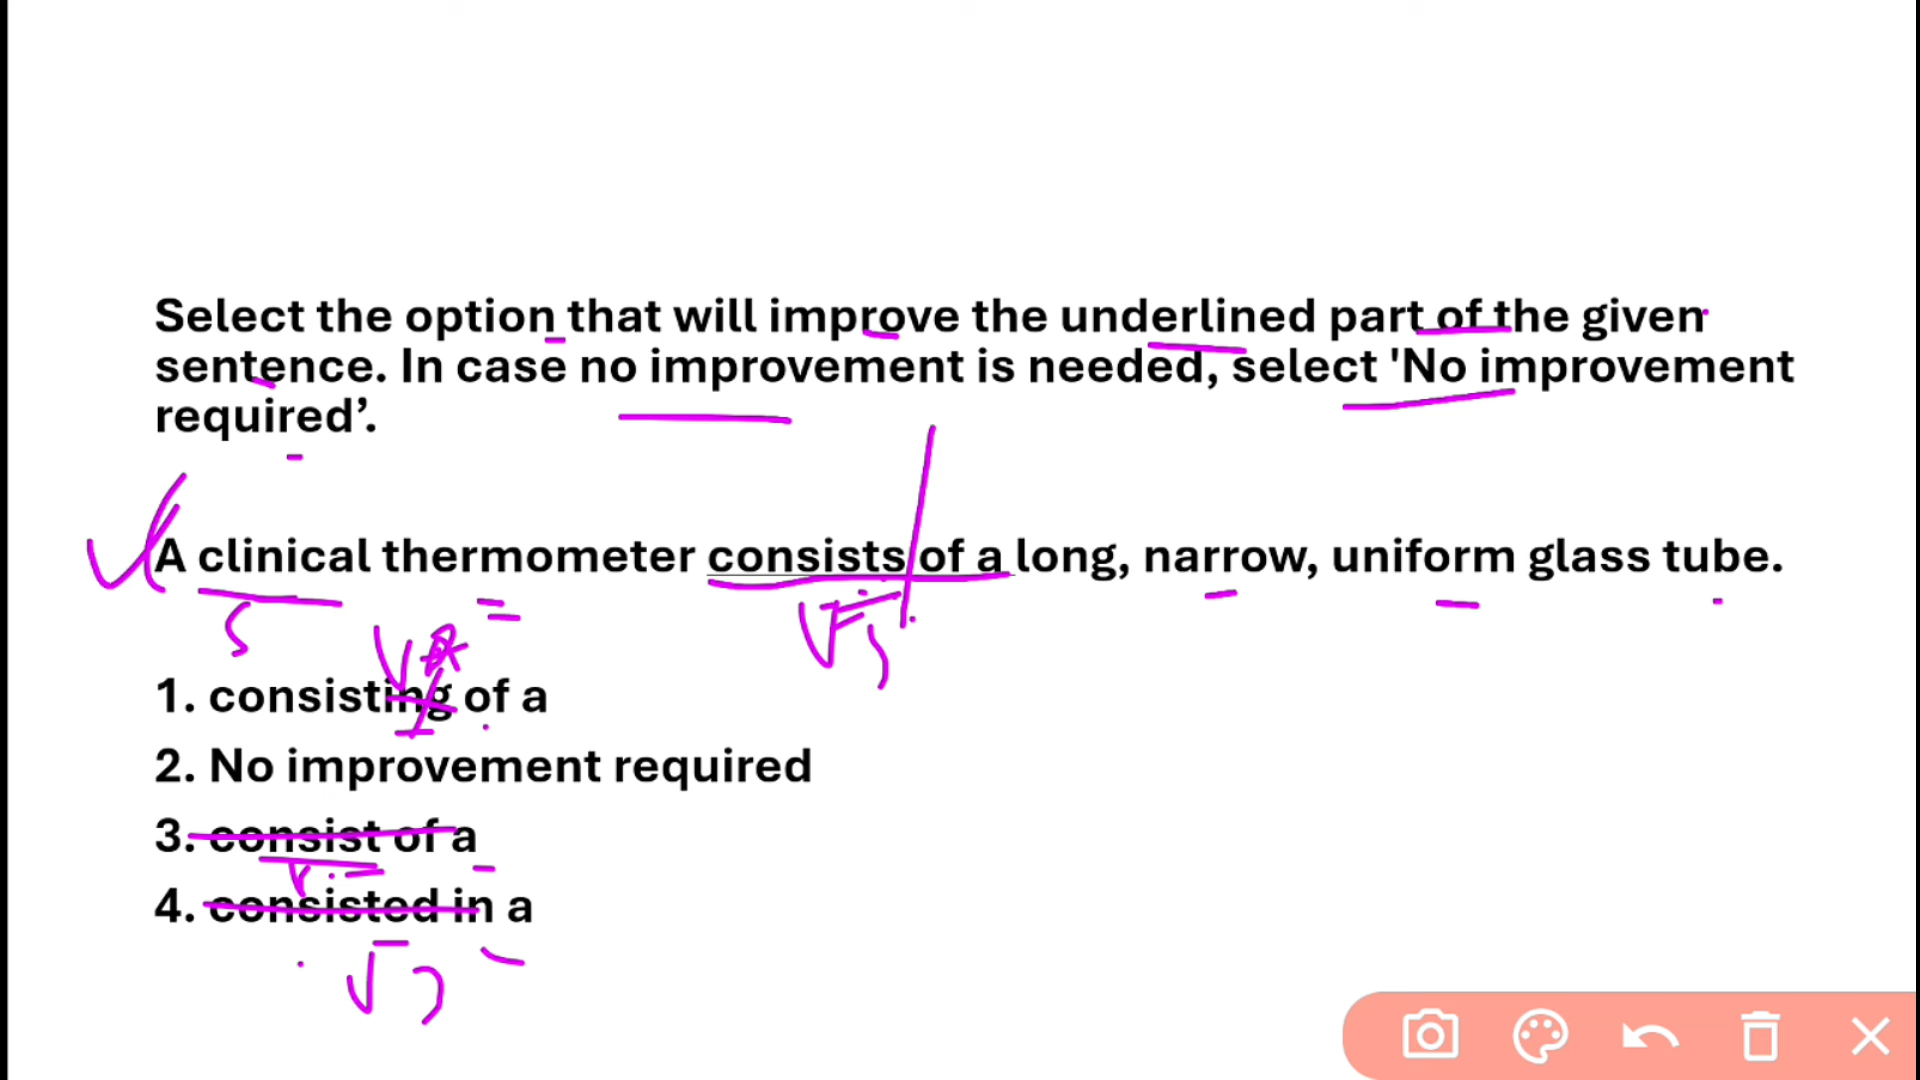 Select the option that will improve the underlined part of the given
sentence. In case no improvement is needed, select 'No improvement
required’.
A clinical thermometer consists of a long, narrow, uniform glass tube.
S
1. consisting of a
2. No improvement required
3. consist of a
4. consisted in a